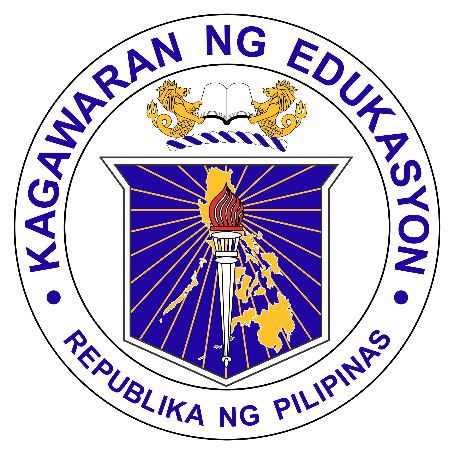 KAGAWARAN NG EDUKASYON
REPUBLIKA NG PILIPINAS